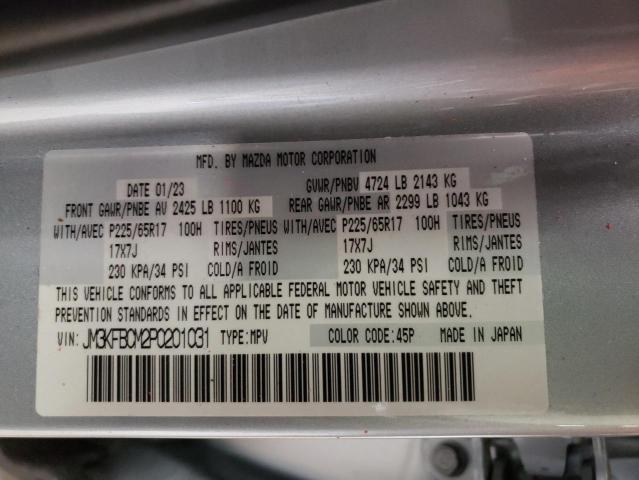 MFD. BY MAZDA MOTOR CORPORATION
DATE 01/23 GVWR/PNBV 4724 LB 2143 KG
FRONT GAWR/PNBE AV 2425 LB 1100 KG REAR GAWR/PNBE AR 2299 LB 1043 KG
WITH/AVEC P225/65R17 100H TIRES/PNEUS WITH/AVEC P225/65R17 100H TIRES/PNEUS
17X7J RIMS/JANTES 17X7J RIMS/JANTES
230 KPA/34 PSI COLD/A FROID 230 KPA/34 PSI COLD/A FROID
THIS VEHICLE CONFORMS TO ALL APPLICABLE FEDERAL MOTOR VEHICLE SAFETY AND THEFT
PREVENTION STANDARDS IN EFFECT ON THE DATE OF MANUFACTURE SHOWN ABOVE.
VIN: JM3KFBCM2P0201031 TYPE:MPV COLOR CODE:45P MADE IN JAPAN